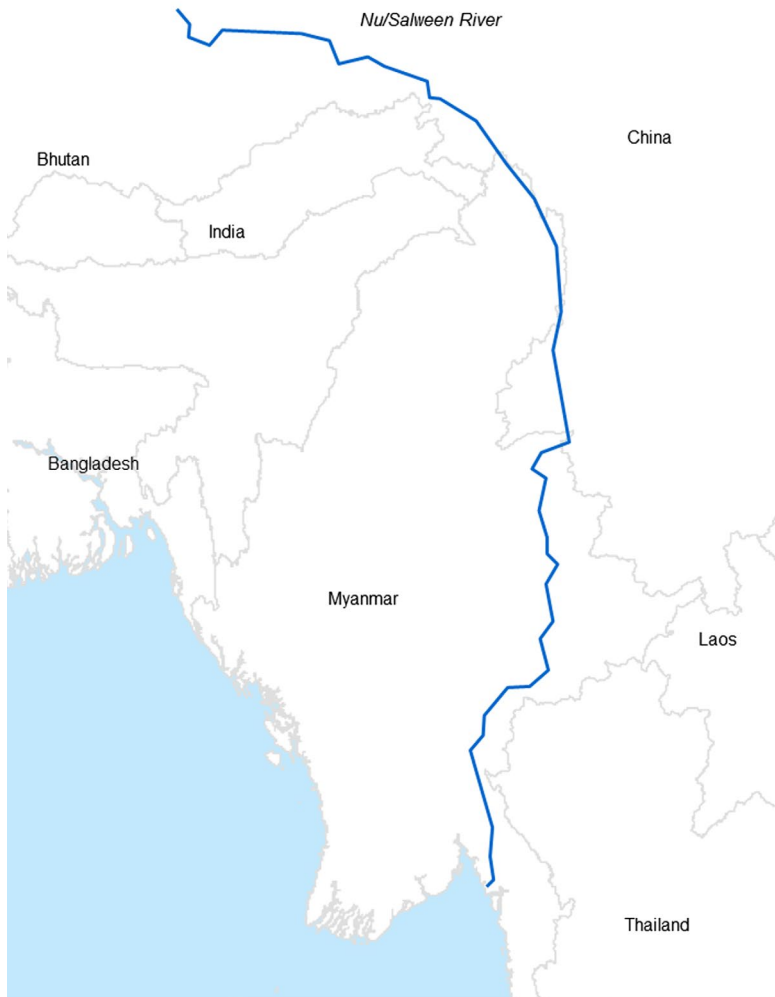 Nu/Salween River
China
Bhutan
India
Bangladesh
Myanmar
Laos
Thailand